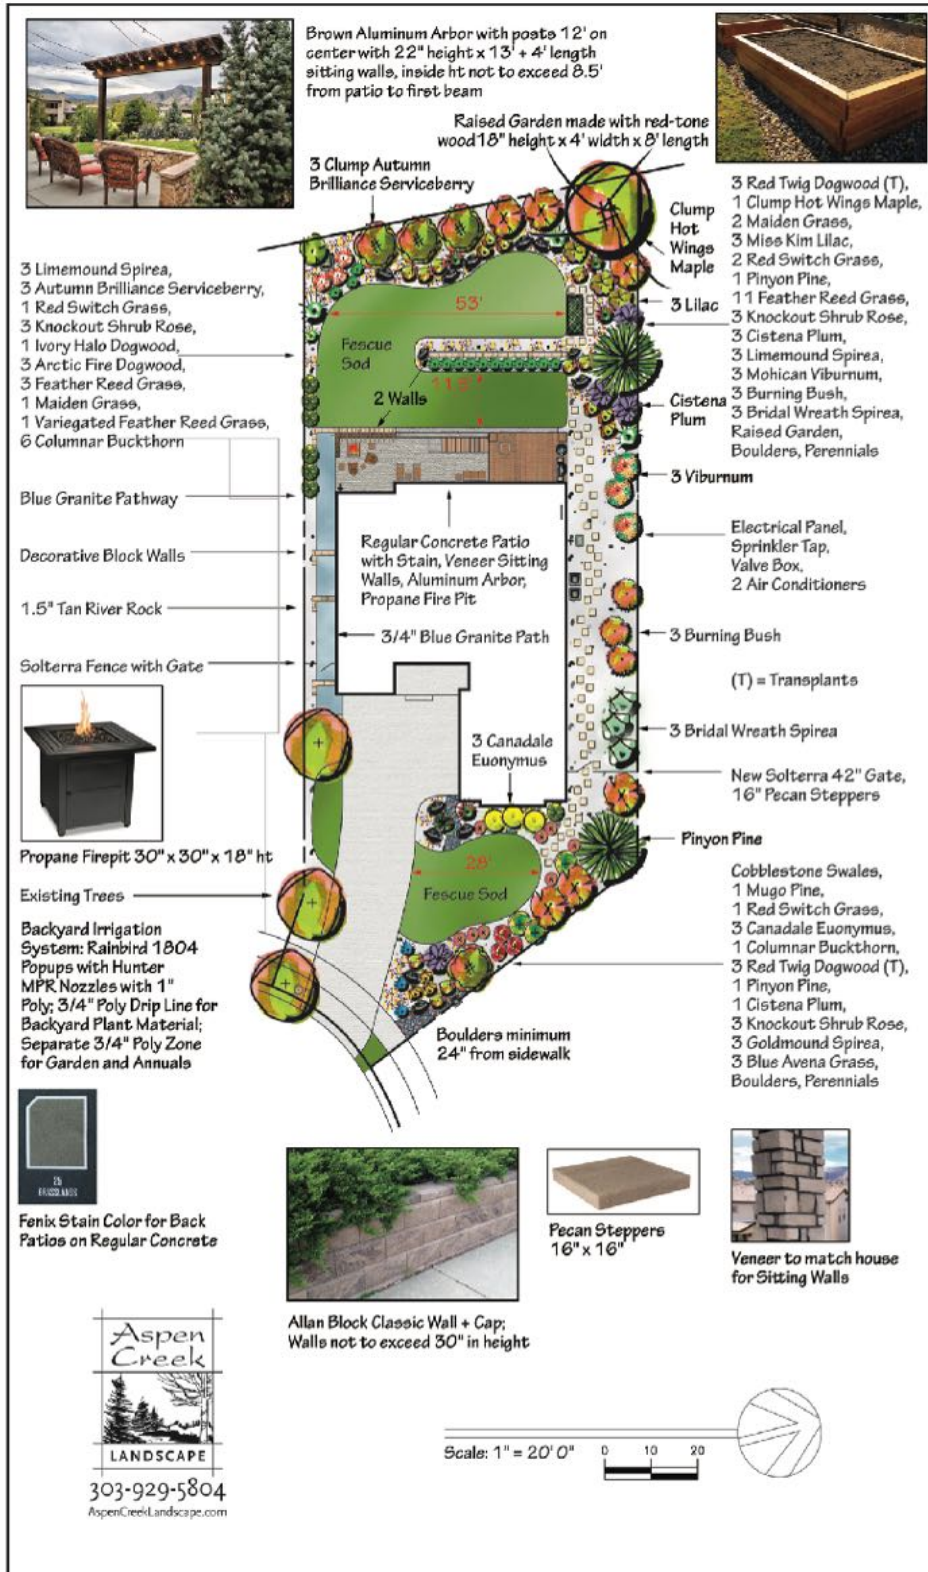 Brown Aluminum Arbor with posts 12' on
center with 22" height x 13' + 4' length
sitting walls, inside ht not to exceed 8.5'
from patio to first beam
Raised Garden made with red-tone
wood 18" height x 4' width x 8' length
3 Clump Autumn
Brilliance Serviceberry
Clump
Hot
Wings
Maple
3 Red Twig Dogwood (T),
1 Clump Hot Wings Maple,
2 Maiden Grass,
3 Miss Kim Lilac,
2 Red Switch Grass,
1 Pinyon Pine,
11 Feather Reed Grass,
3 Knockout Shrub Rose,
3 Cistena Plum,
3 Limemound Spirea,
3 Mohican Viburnum,
3 Burning Bush,
3 Bridal Wreath Spirea,
Raised Garden,
Boulders, Perennials
3 Limemound Spirea,
3 Autumn Brilliance Serviceberry,
1 Red Switch Grass,
3 Knockout Shrub Rose,
1 Ivory Halo Dogwood,
3 Arctic Fire Dogwood,
3 Feather Reed Grass,
1 Maiden Grass,
1 Variegated Feather Reed Grass,
6 Columnar Buckthorn
53'
3 Lilac
Fescue
Sod
2 Walls
Cistena
Plum
3 Viburnum
Blue Granite Pathway
Decorative Block Walls
1.5" Tan River Rock
Solterra Fence with Gate
Regular Concrete Patio
with Stain, Veneer Sitting
Walls, Aluminum Arbor,
Propane Fire Pit
3/4" Blue Granite Path
Electrical Panel,
Sprinkler Tap,
Valve Box,
2 Air Conditioners
3 Burning Bush
(T) = Transplants
3 Bridal Wreath Spirea
3 Canadale
Euonymus
New Solterra 42" Gate,
16" Pecan Steppers
Pinyon Pine
Propane Firepit 30" x 30" x 18" ht
28'
Fescue Sod
Existing Trees
Backyard Irrigation
System: Rainbird 1804
Popups with Hunter
MPR Nozzles with 1"
Poly; 3/4" Poly Drip Line for
Backyard Plant Material;
Separate 3/4" Poly Zone
for Garden and Annuals
Cobblestone Swales,
1 Mugo Pine,
1 Red Switch Grass,
3 Canadale Euonymus,
1 Columnar Buckthorn,
3 Red Twig Dogwood (T),
1 Pinyon Pine,
1 Cistena Plum,
3 Knockout Shrub Rose,
3 Goldmound Spirea,
3 Blue Avena Grass,
Boulders, Perennials
Boulders minimum
24" from sidewalk
GRASSLANDS
Fenix Stain Color for Back
Patios on Regular Concrete
Allan Block Classic Wall + Cap;
Walls not to exceed 30" in height
Pecan Steppers
16" x 16"
Veneer to match house
for Sitting Walls
Aspen
Creek
LANDSCAPE
303-929-5804
AspenCreekLandscape.com
Scale: 1" = 20' 0"
0 10 20